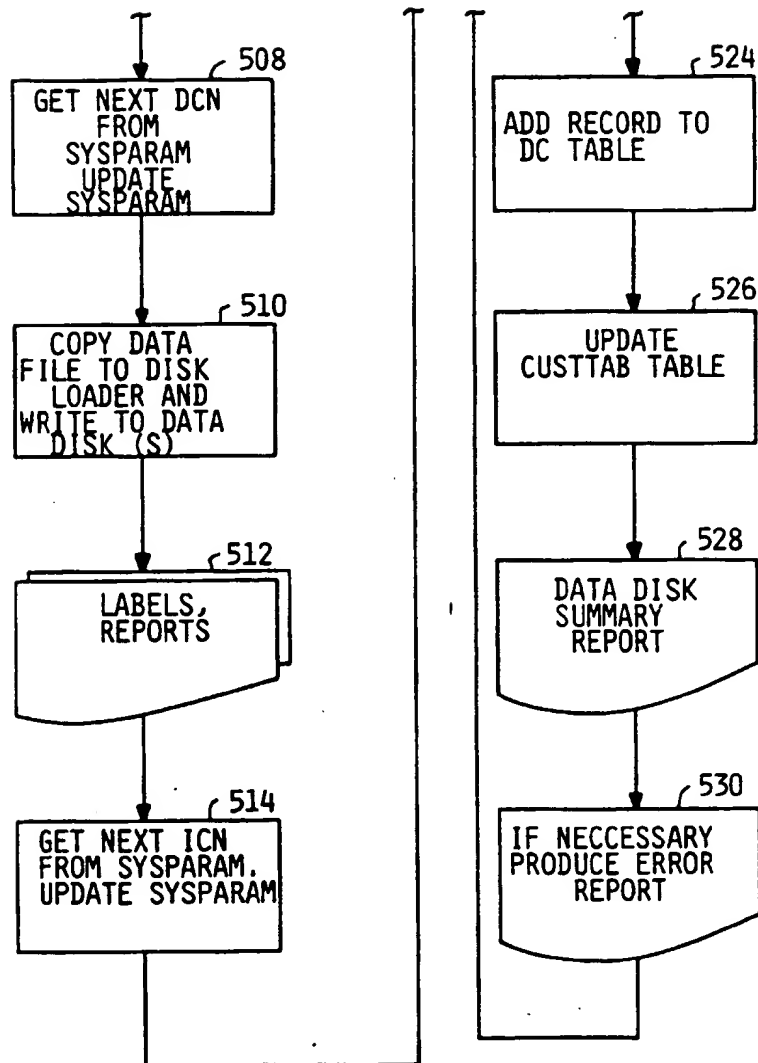 508
GET NEXT DCN
FROM
SYSPARAM
UPDATE
SYSPARAM
510
COPY DATA
FILE TO DISK
LOADER AND
WRITE TO DATA
DISK (S)
512
LABELS,
REPORTS
514
GET NEXT ICN
FROM SYSPARAM.
UPDATE SYSPARAM
524
ADD RECORD TO
DC TABLE
526
UPDATE
CUSTTAB TABLE
528
DATA DISK
SUMMARY
REPORT
530
IF NECCESSARY
PRODUCE ERROR
REPORT